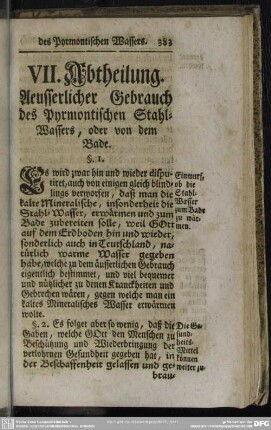 des Pyrmontischen Wassers. 383
VII. Abtheilung.
Aeusserlicher Gebrauch
des Pyrmontischen Stahl-
Wassers, oder von dem
Bade.
§. 1.
Es wird zwar hin und wieder dispu-
tiret, auch von einigen gleich blind-
lings verworfen, daß man die
kalte Mineralische, insonderheit die
Stahl-Wasser, erwärmen und zum
Bade zubereiten solle, weil GOtt
auf dem Erdboden hin und wieder,
sonderlich auch in Teutschland, na-
türlich warme Wasser gegeben
habe, welche zu dem äusserlichen Gebrauch
eigentlich bestimmet, und viel bequemer
und nützlicher zu denen Kranckheiten und
Gebrechen wären, gegen welche man ein
kaltes Mineralisches Wasser erwärmen
wolte.
Einwurf,
ob die
Stahl-
Wasser
zum Bade
zu wär-
men.
§. 2. Es folget aber so wenig, daß die
Gaben, welche GOtt den Menschen zu
Beschützung und Wiederbringung der
verlohrnen Gesundheit gegeben hat, in
der Beschaffenheit gelassen und ge-
brau-
Die Ge-
sund-
heits-
Mittel
können
weiter zu-